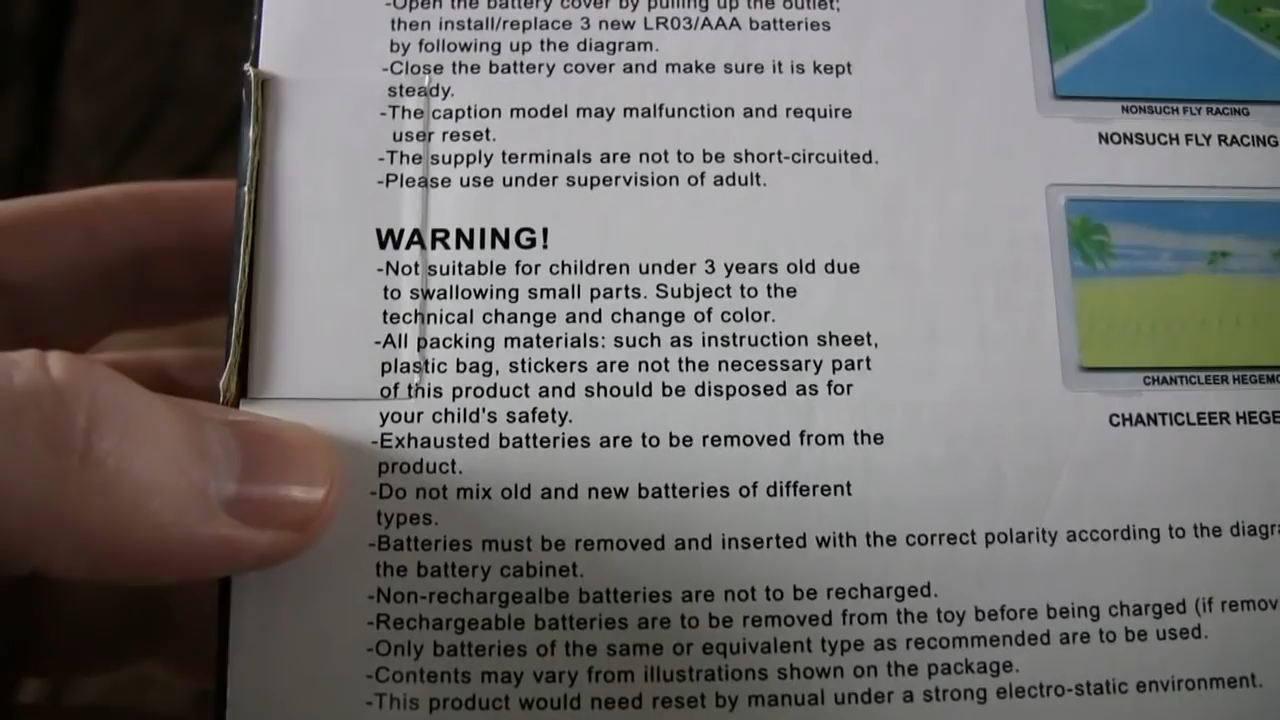 -Open the battery cover by pulling up the outlet;
then install/replace 3 new LR03/AAA batteries
by following up the diagram.
-Close the battery cover and make sure it is kept
steady.
-The caption model may malfunction and require
user reset.
-The supply terminals are not to be short-circuited.
-Please use under supervision of adult.
WARNING!
-Not suitable for children under 3 years old due
to swallowing small parts. Subject to the
technical change and change of color.
-All packing materials: such as instruction sheet,
plastic bag, stickers are not the necessary part
of this product and should be disposed as for
your child's safety.
-Exhausted batteries are to be removed from the
product.
-Do not mix old and new batteries of different
types.
-Batteries must be removed and inserted with the correct polarity according to the diagra
the battery cabinet.
-Non-rechargealbe batteries are not to be recharged.
-Rechargeable batteries are to be removed from the toy before being charged (if remov
-Only batteries of the same or equivalent type as recommended are to be used.
-Contents may vary from illustrations shown on the package.
-This product would need reset by manual under a strong electro-static environment.
NONSUCH FLY RACING
NONSUCH FLY RACING
CHANTICLEER HEGEMO
CHANTICLEER HEGE